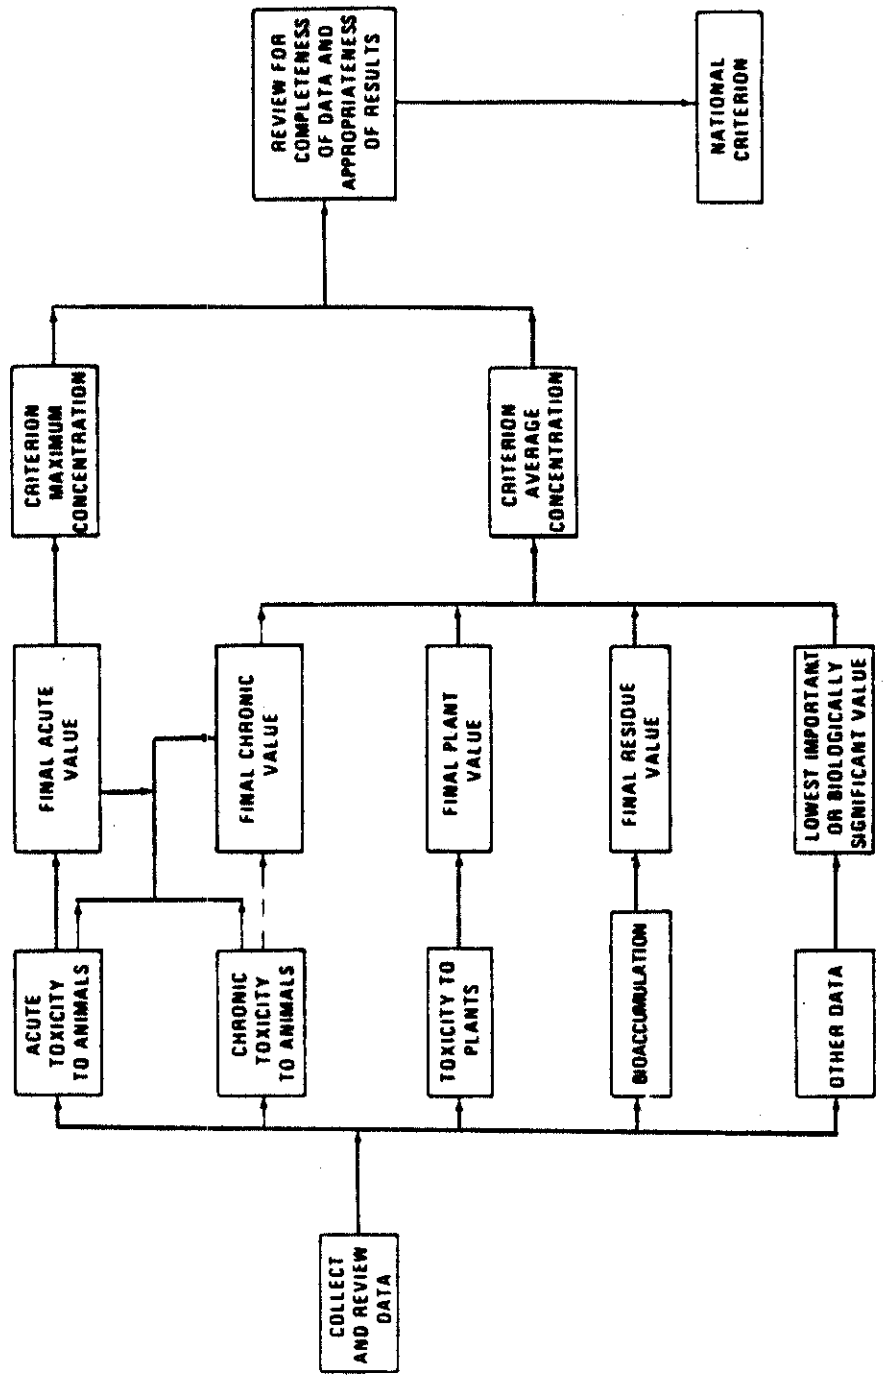 COLLECT
AND REVIEW
DATA
ACUTE
TOXICITY
TO ANIMALS
CHRONIC
TOXICITY
TO ANIMALS
TOXICITY TO
PLANTS
BIOACCUMULATION
OTHER DATA
FINAL ACUTE
VALUE
FINAL CHRONIC
VALUE
FINAL PLANT
VALUE
FINAL RESIDUE
VALUE
LOWEST IMPORTANT
OR BIOLOGICALLY
SIGNIFICANT VALUE
CRITERION
MAXIMUM
CONCENTRATION
CRITERION
AVERAGE
CONCENTRATION
REVIEW FOR
COMPLETENESS
OF DATA AND
APPROPRIATENESS
OF RESULTS
NATIONAL
CRITERION